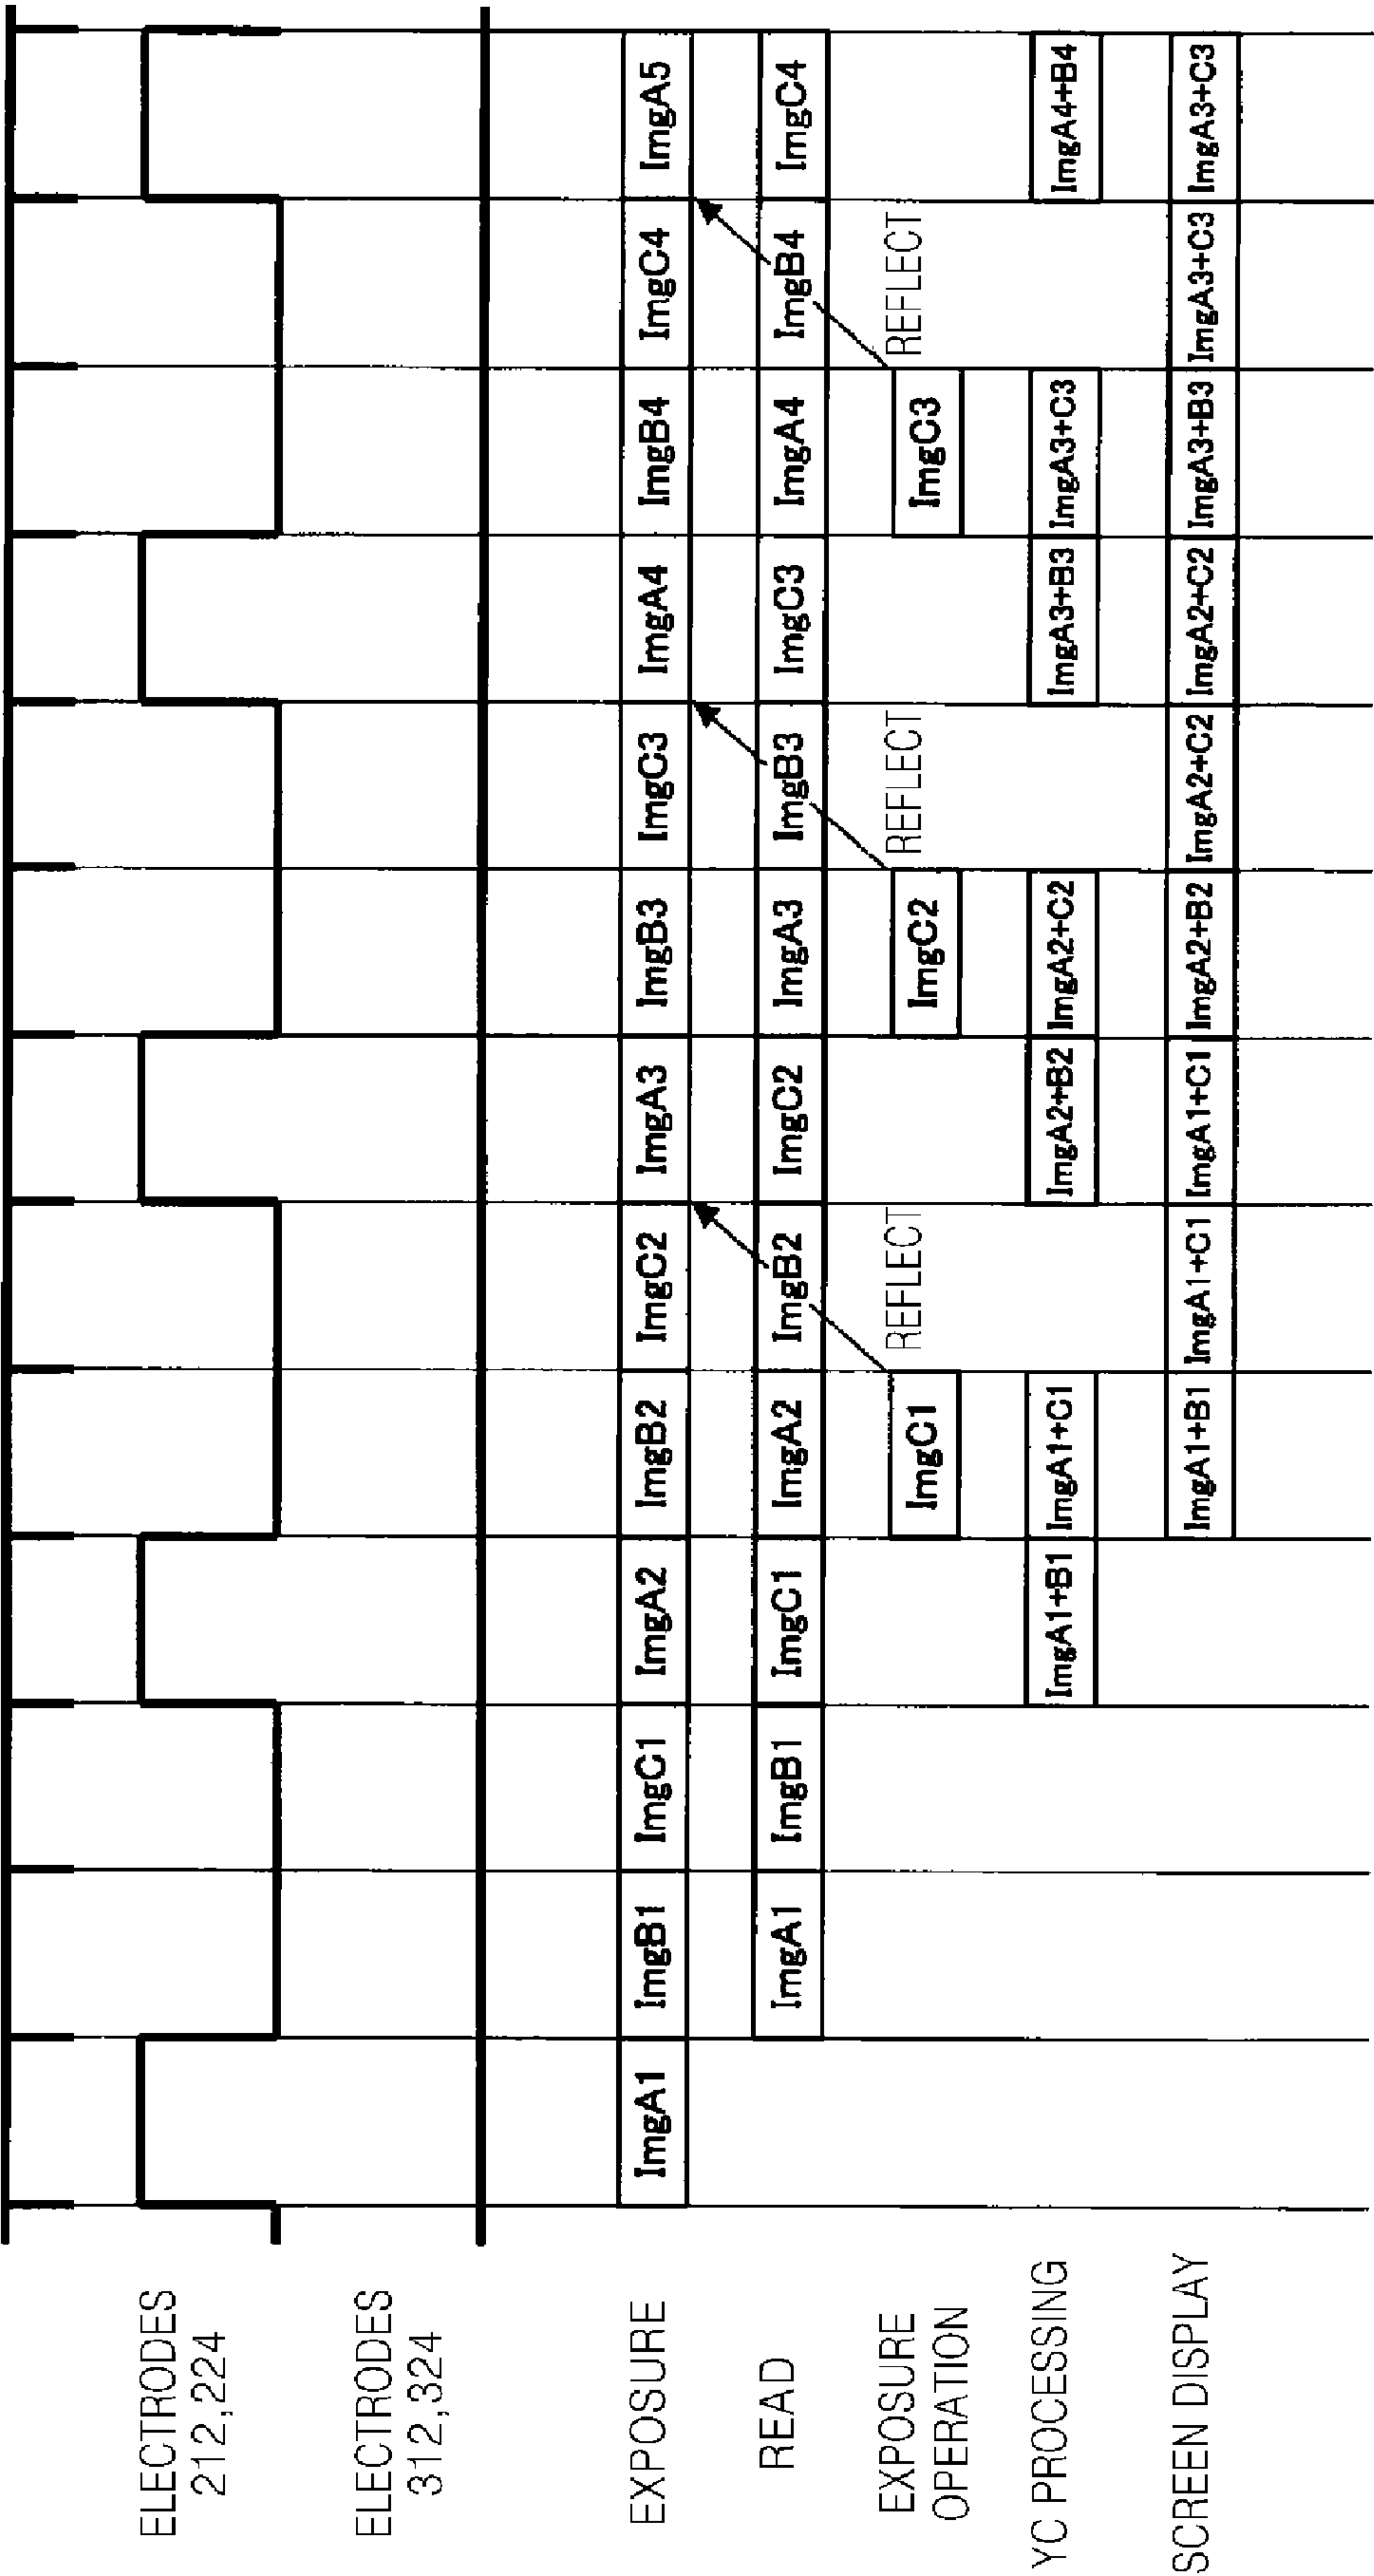 ELECTRODES
212,224
ELECTRODES
312,324
EXPOSURE
ImgA1 ImgB1 ImgC1 ImgA2 ImgB2 ImgC2 ImgA3 ImgB3 ImgC3 ImgA4 ImgB4 ImgC4 ImgA5
READ
ImgA1 ImgB1 ImgC1 ImgA2 ImgB2 ImgC2 ImgA3 ImgB3 ImgC3 ImgA4 ImgB4 ImgC4
EXPOSURE
OPERATION
ImgC1 REFLECT ImgC2 REFLECT ImgC3 REFLECT
YC PROCESSING
ImgA1+B1 ImgA1+C1 ImgA2+B2 ImgA2+C2 ImgA3+B3 ImgA3+C3 ImgA4+B4
SCREEN DISPLAY
ImgA1+B1 ImgA1+C1 ImgA1+C1 ImgA2+B2 ImgA2+C2 ImgA2+C2 ImgA3+B3 ImgA3+C3 ImgA3+C3